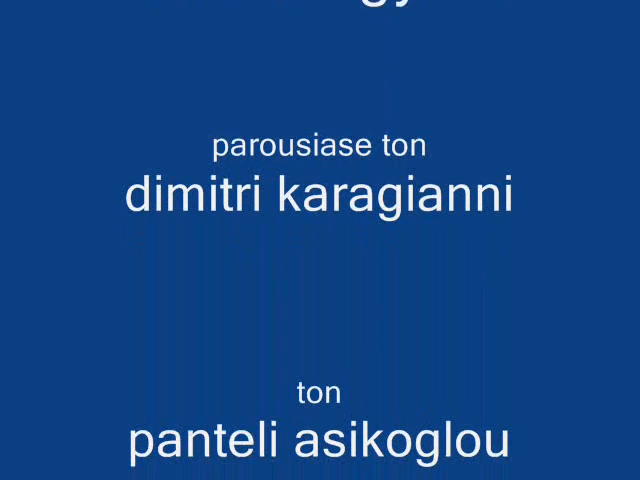 parousiase ton
dimitri karagianni
ton
panteli asikoglou